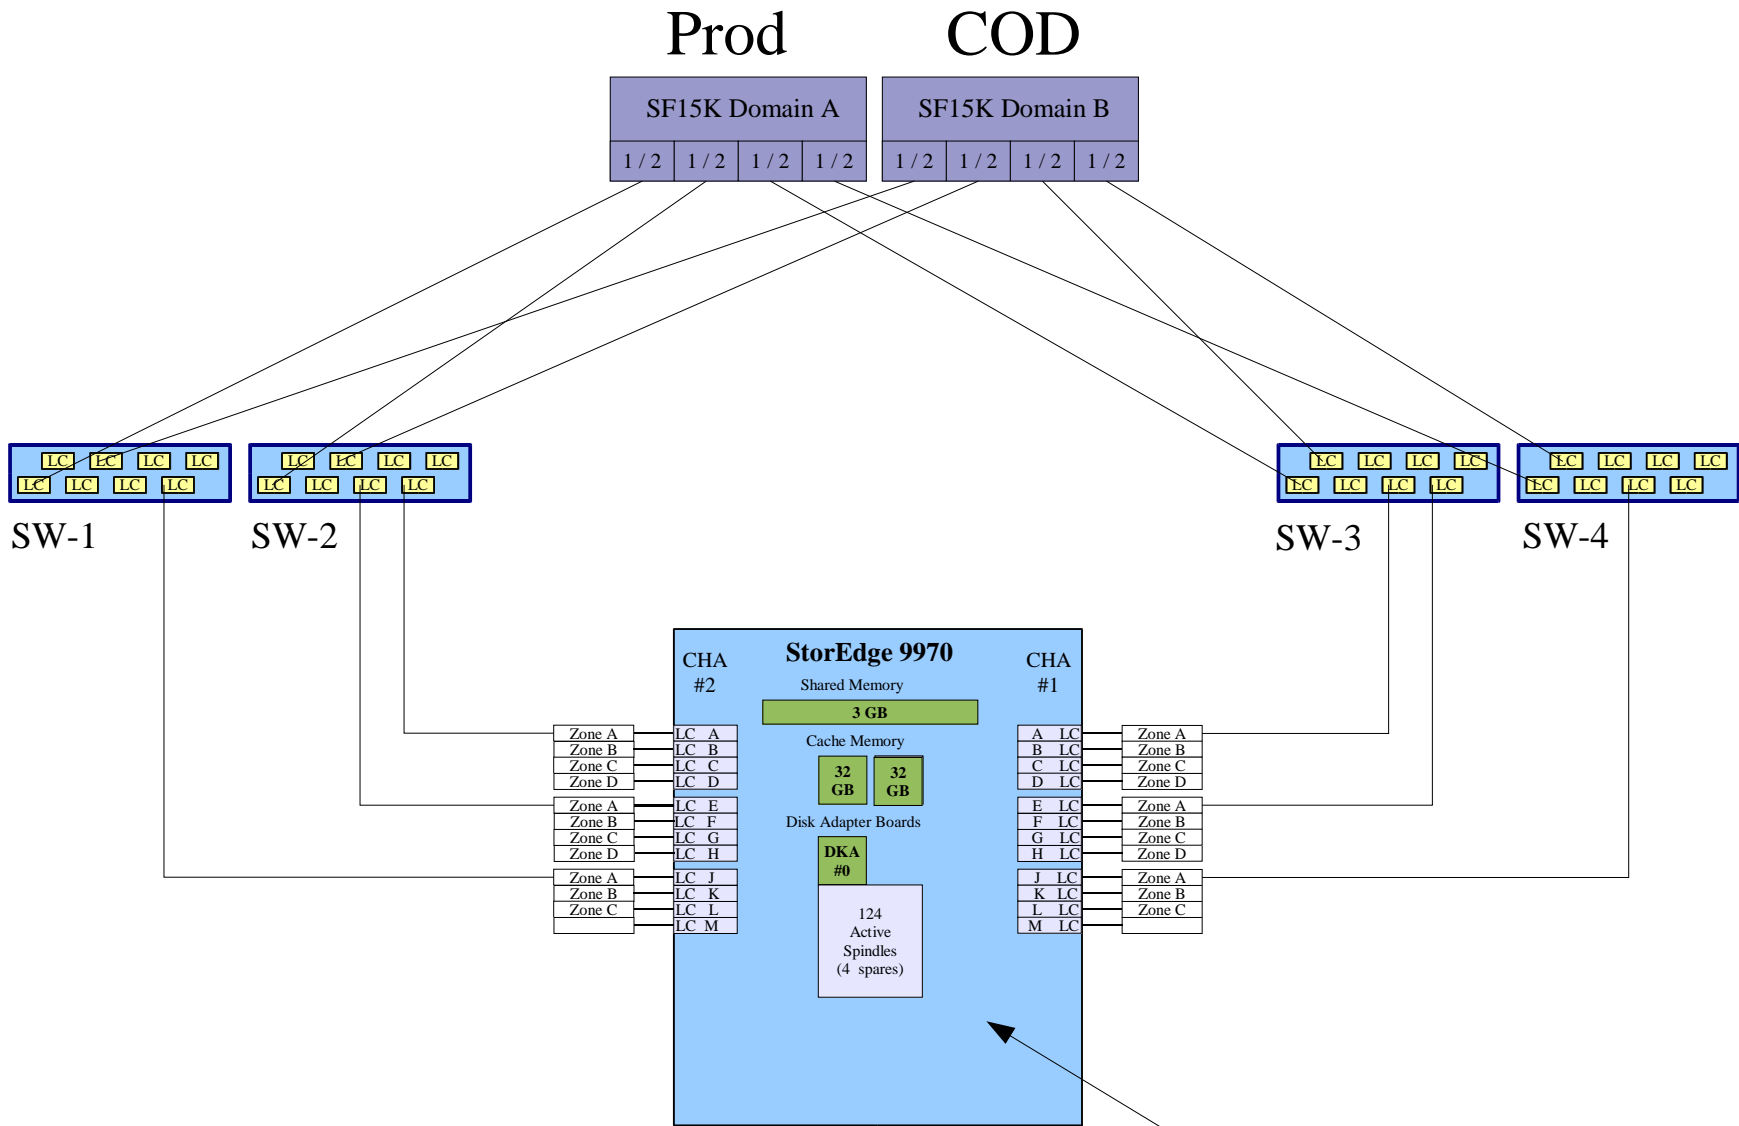 Prod COD
SF15K Domain A SF15K Domain B
1 / 2 1 / 2 1 / 2 1 / 2 1 / 2 1 / 2 1 / 2 1 / 2
LC LC LC LC LC LC LC LC LC LC LC LC LC LC LC LC
LC LC LC LC LC LC LC LC LC LC LC LC LC LC LC LC
SW-1 SW-2 SW-3 SW-4
StorEdge 9970
CHA CHA
#2 #1
Shared Memory
3 GB
Zone A LC A A LC Zone A
Cache Memory
Zone B LC B B LC Zone B
Zone C LC C C LC Zone C
Zone D LC D D LC Zone D
32 32
GB GB
Zone A LC E E LC Zone A
Disk Adapter Boards
Zone B LC F F LC Zone B
Zone C LC G G LC Zone C
Zone D LC H H LC Zone D
DKA
#0
Zone A LC J J LC Zone A
Zone B LC K K LC Zone B
Zone C LC L L LC Zone C
LC M M LC
124
Active
Spindles
(4 spares)